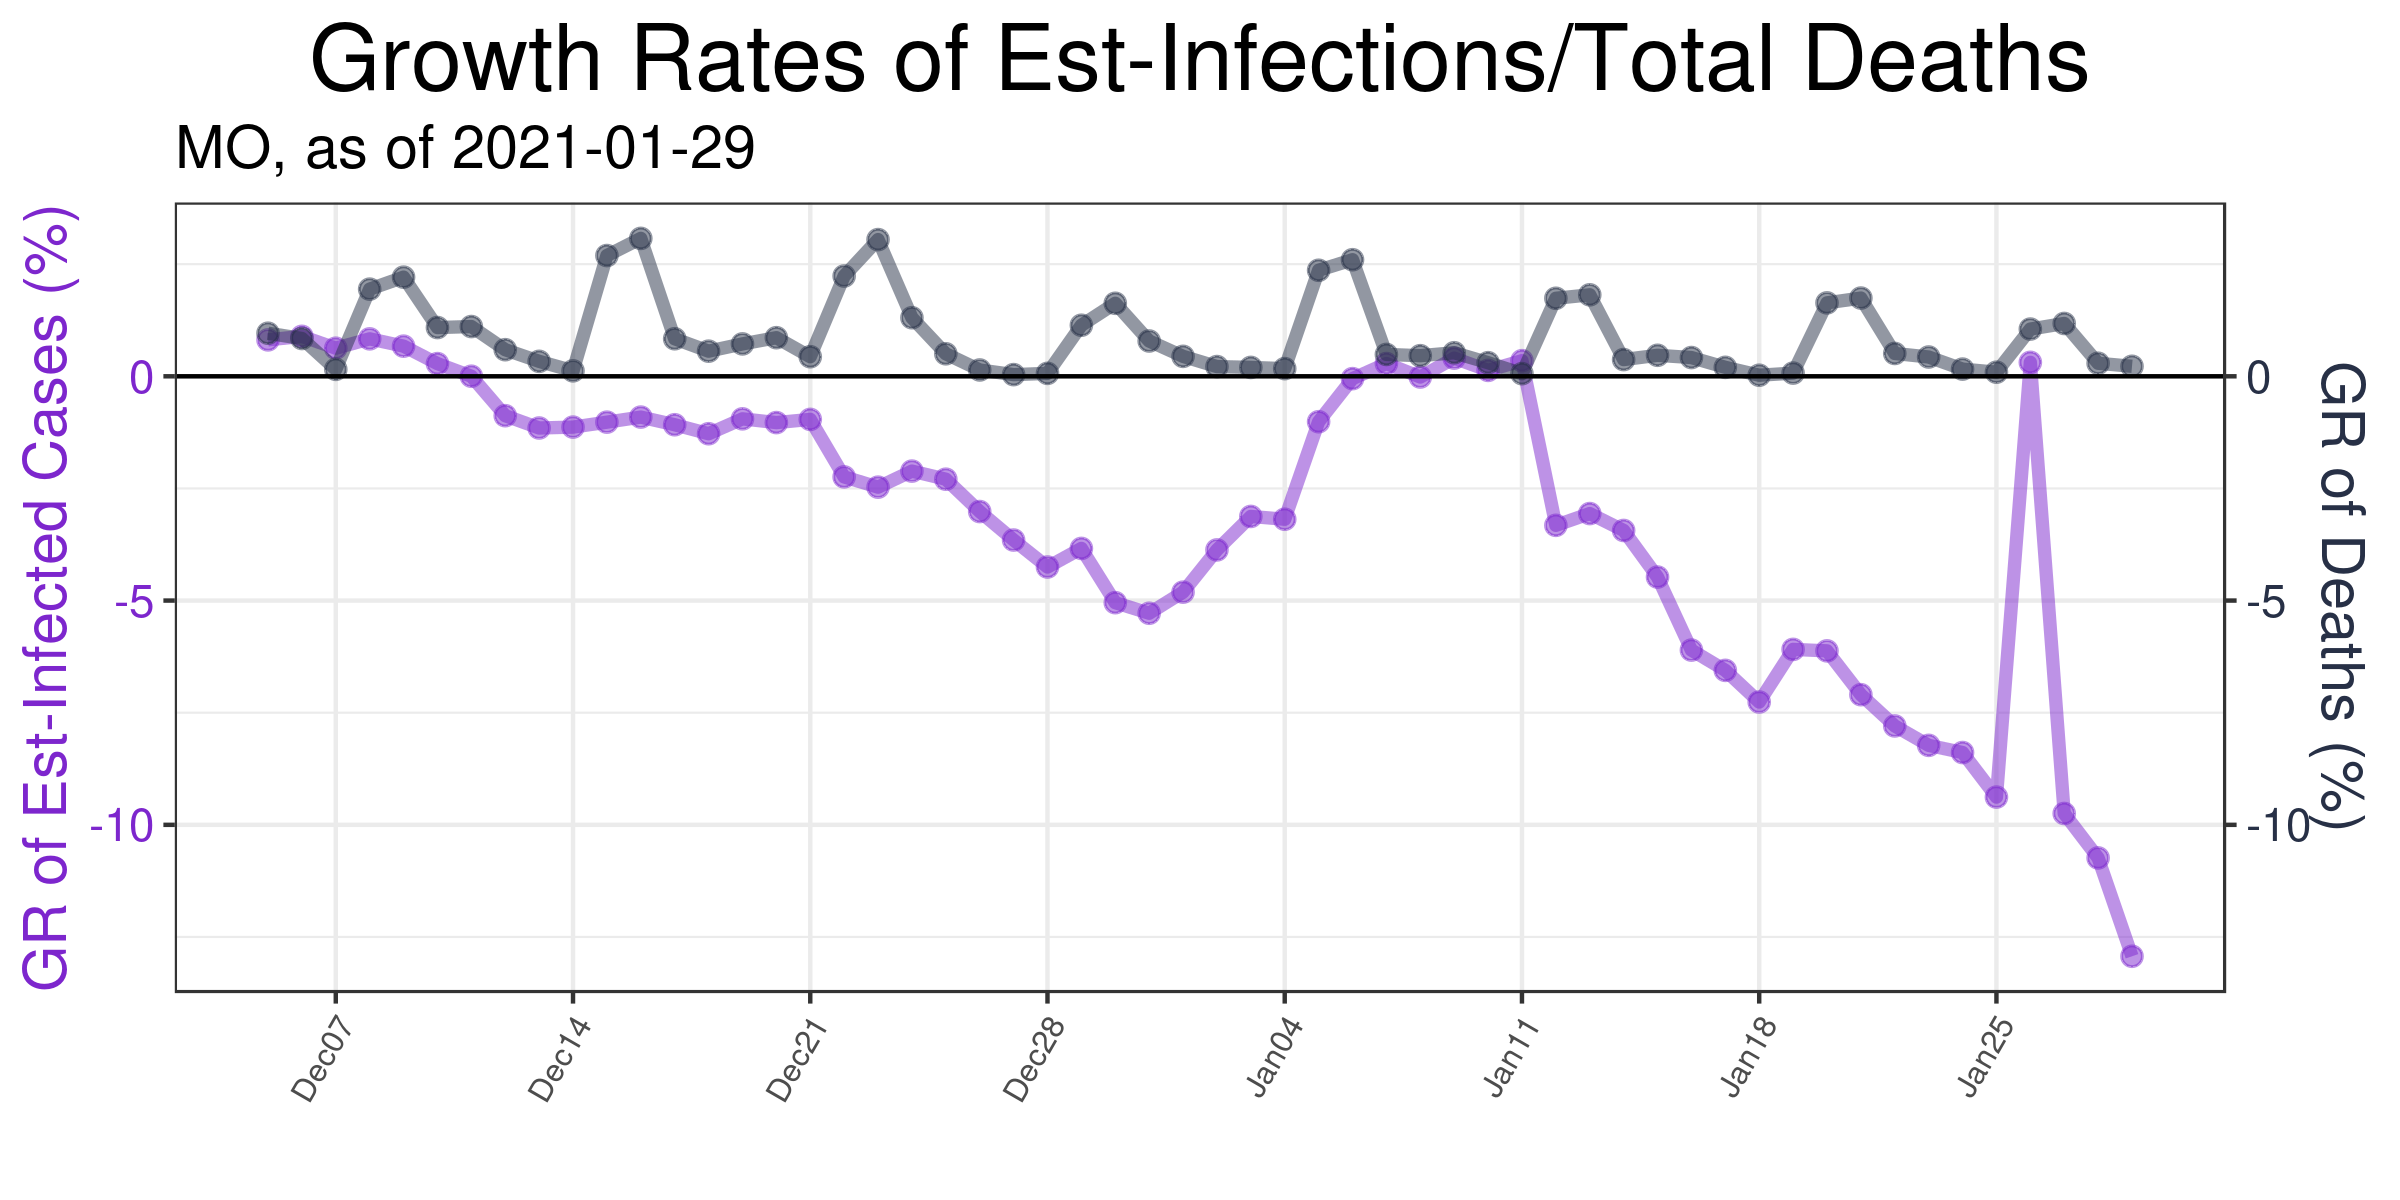 Growth Rates of Est-Infections/Total Deaths
MO, as of 2021-01-29
GR of Est-Infected Cases (%)
0
-5
-10
0
-5
-10
GR of Deaths (%)
Dec07
Dec14
Dec21
Dec28
Jan04
Jan11
Jan18
Jan25